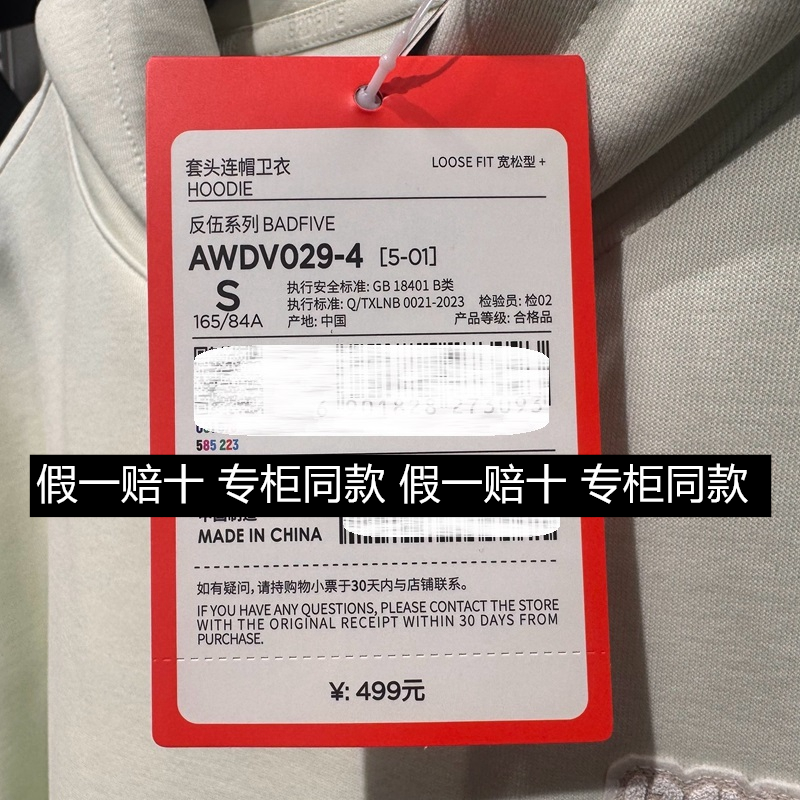 套头连帽卫衣
LOOSE FIT 宽松型 +
HOODIE
反伍系列 BADFIVE
AWDV029-4 [5-01]
S
165/84A
执行安全标准: GB 18401 B类
执行标准: Q/TXLNB 0021-2023 检验员: 检02
产地: 中国 产品等级: 合格品
585 223
假一赔十 专柜同款 假一赔十 专柜同款
中国制造
MADE IN CHINA
如有疑问, 请持购物小票于30天内与店铺联系。
IF YOU HAVE ANY QUESTIONS, PLEASE CONTACT THE STORE
WITH THE ORIGINAL RECEIPT WITHIN 30 DAYS FROM
PURCHASE.
¥: 499元